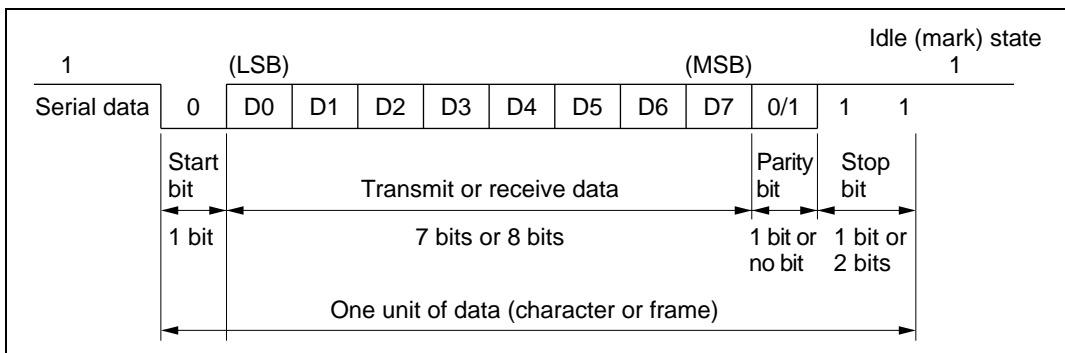 Idle (mark) state
1 (LSB) (MSB) 1
Serial data 0 D0 D1 D2 D3 D4 D5 D6 D7 0/1 1 1
Start Parity Stop
bit Transmit or receive data bit bit
1 bit 7 bits or 8 bits 1 bit or 1 bit or
no bit 2 bits
One unit of data (character or frame)